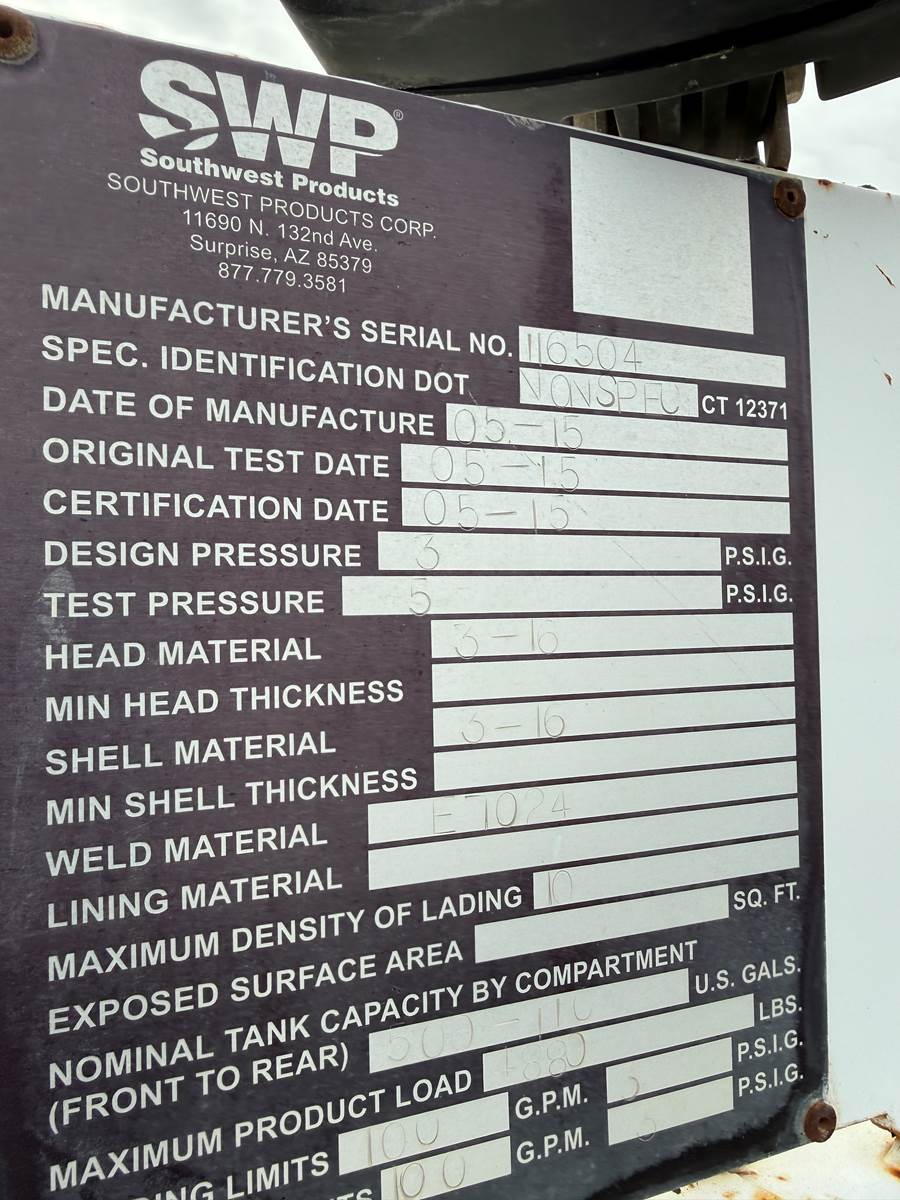 SWP®
Southwest Products
SOUTHWEST PRODUCTS CORP.
11690 N. 132nd Ave.
Surprise, AZ 85379
877.779.3581
MANUFACTURER'S SERIAL NO. 116504
SPEC. IDENTIFICATION DOT NONSPEC CT 12371
DATE OF MANUFACTURE 05-15
ORIGINAL TEST DATE 05-15
CERTIFICATION DATE 05-15
DESIGN PRESSURE 3 P.S.I.G.
TEST PRESSURE 5 P.S.I.G.
HEAD MATERIAL 3-16
MIN HEAD THICKNESS
SHELL MATERIAL 3-16
MIN SHELL THICKNESS
WELD MATERIAL E7024
LINING MATERIAL
MAXIMUM DENSITY OF LADING 10
EXPOSED SURFACE AREA SQ. FT.
NOMINAL TANK CAPACITY BY COMPARTMENT
(FRONT TO REAR) 500-110 U.S. GALS.
MAXIMUM PRODUCT LOAD 4880 LBS.
LIMITS 100 G.P.M. P.S.I.G.
100 G.P.M. P.S.I.G.